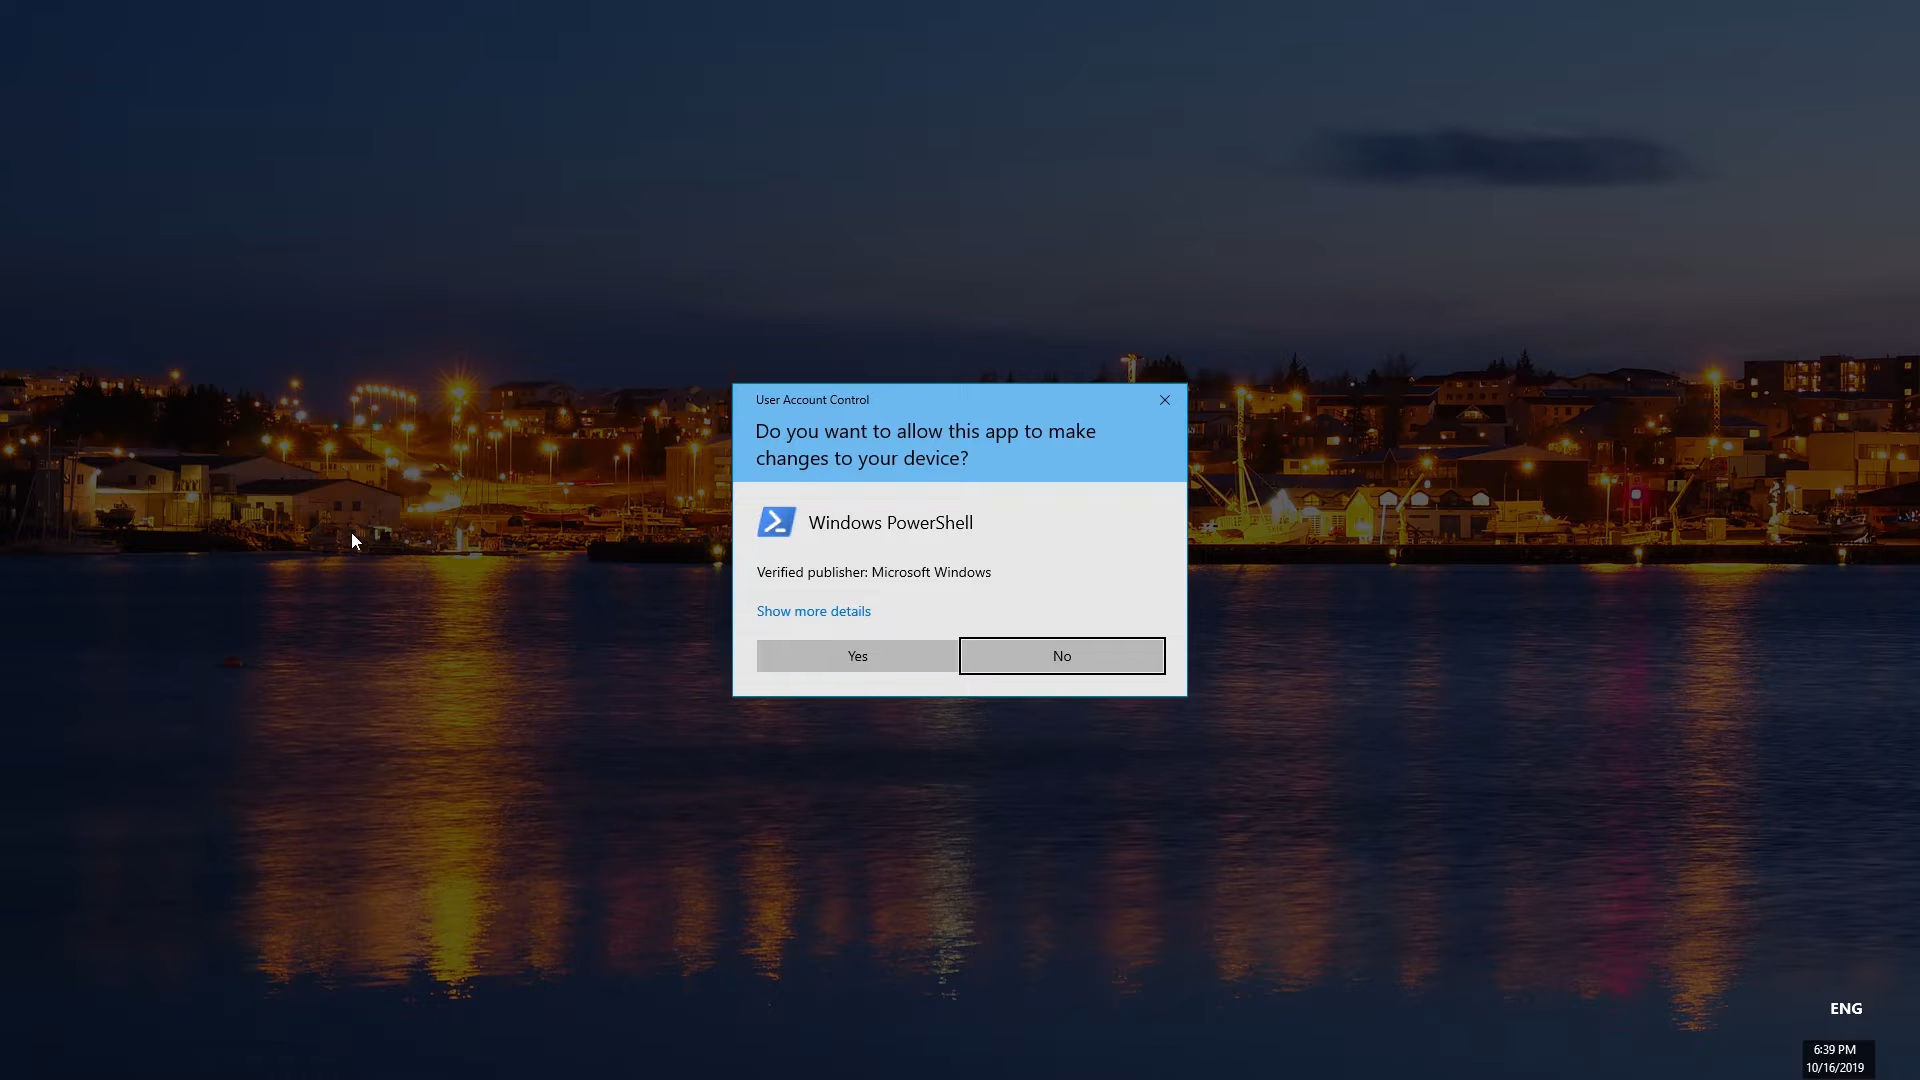 User Account Control
Do you want to allow this app to make
changes to your device?
Windows PowerShell
Verified publisher: Microsoft Windows
Show more details
Yes
No
ENG
6:39 PM
10/16/2019